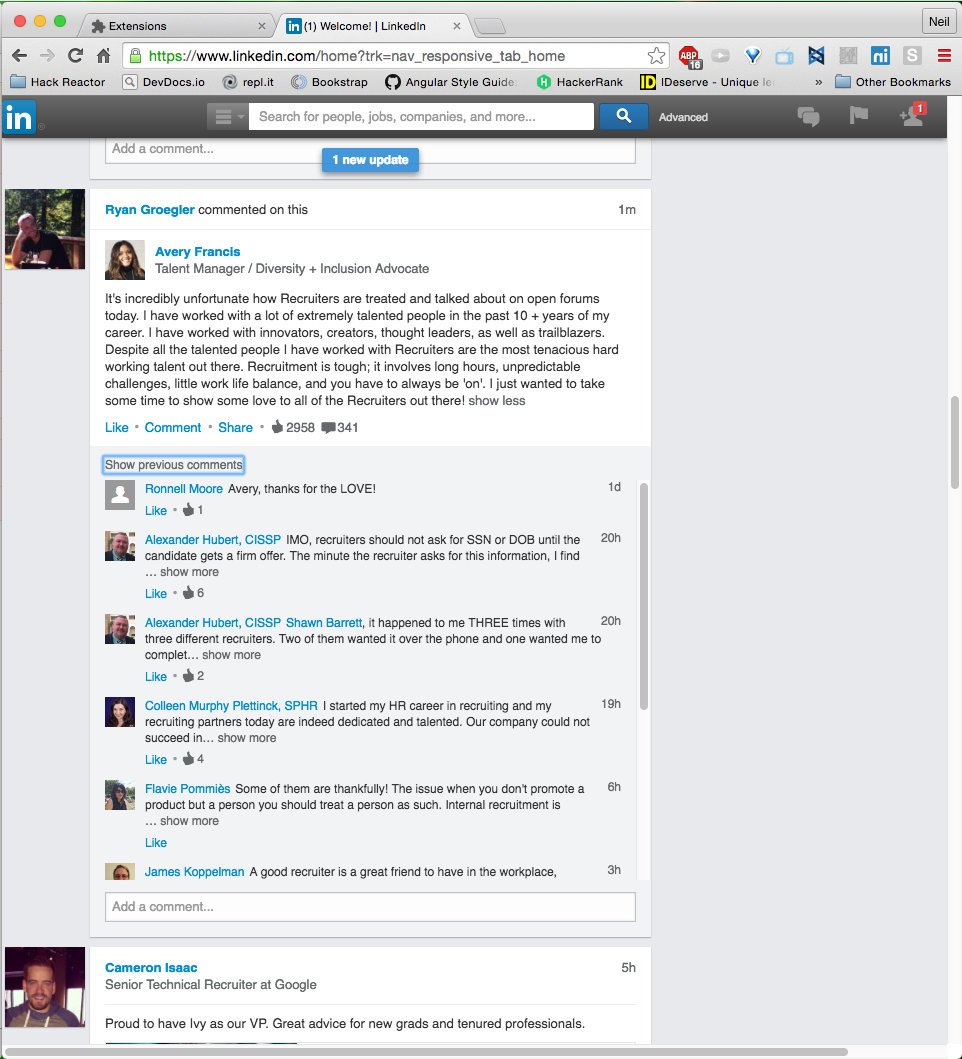 Extensions
(1) Welcome! | LinkedIn
Neil
https://www.linkedin.com/home?trk=nav_responsive_tab_home
ABP 16
ni
S
Hack Reactor
DevDocs.io
repl.it
Bookstrap
Angular Style Guide
HackerRank
IDeserve - Unique le
»
Other Bookmarks
in
Search for people, jobs, companies, and more...
Advanced
1
Add a comment...
1 new update
Ryan Groegler commented on this 1m
Avery Francis
Talent Manager / Diversity + Inclusion Advocate
It's incredibly unfortunate how Recruiters are treated and talked about on open forums
today. I have worked with a lot of extremely talented people in the past 10 + years of my
career. I have worked with innovators, creators, thought leaders, as well as trailblazers.
Despite all the talented people I have worked with Recruiters are the most tenacious hard
working talent out there. Recruitment is tough; it involves long hours, unpredictable
challenges, little work life balance, and you have to always be 'on'. I just wanted to take
some time to show some love to all of the Recruiters out there! show less
Like • Comment • Share • 2958 341
Show previous comments
Ronnell Moore Avery, thanks for the LOVE! 1d
Like • 1
Alexander Hubert, CISSP IMO, recruiters should not ask for SSN or DOB until the 20h
candidate gets a firm offer. The minute the recruiter asks for this information, I find
... show more
Like • 6
Alexander Hubert, CISSP Shawn Barrett, it happened to me THREE times with 20h
three different recruiters. Two of them wanted it over the phone and one wanted me to
complet... show more
Like • 2
Colleen Murphy Plettinck, SPHR I started my HR career in recruiting and my 19h
recruiting partners today are indeed dedicated and talented. Our company could not
succeed in... show more
Like • 4
Flavie Pommiès Some of them are thankfully! The issue when you don't promote a 6h
product but a person you should treat a person as such. Internal recruitment is
... show more
Like
James Koppelman A good recruiter is a great friend to have in the workplace, 3h
Add a comment...
Cameron Isaac 5h
Senior Technical Recruiter at Google
Proud to have Ivy as our VP. Great advice for new grads and tenured professionals.